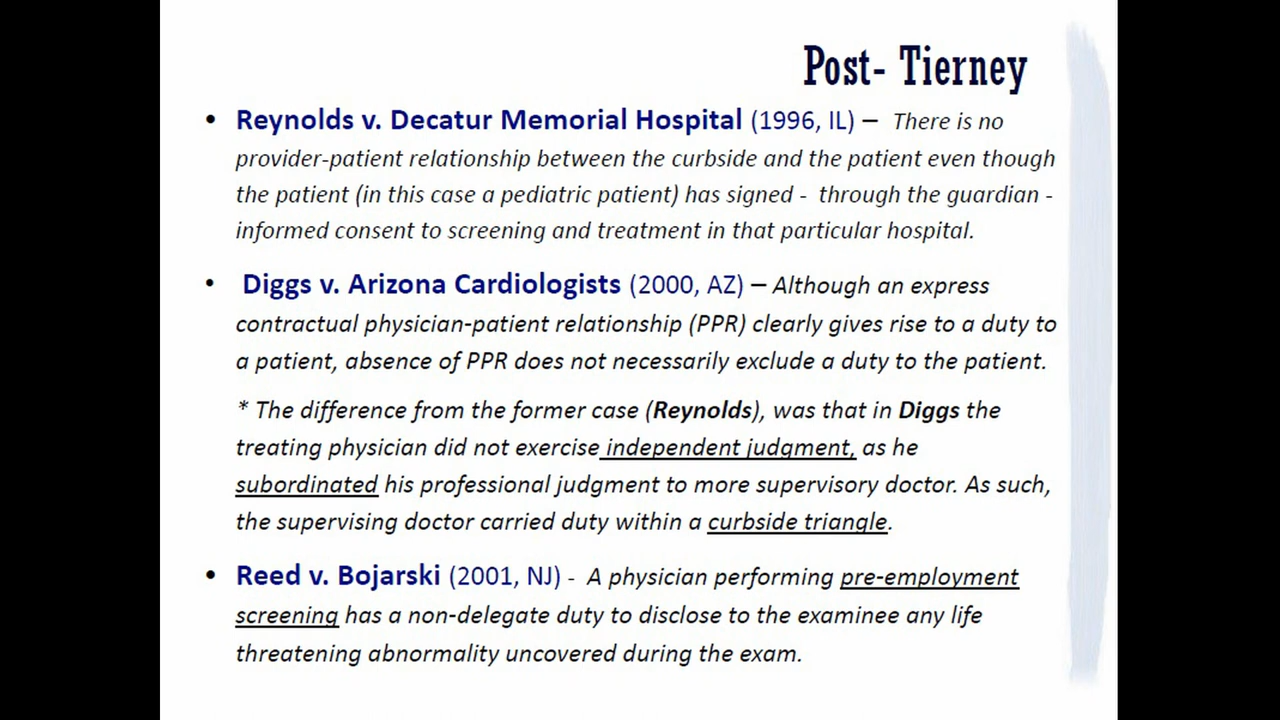 Post- Tierney
• Reynolds v. Decatur Memorial Hospital (1996, IL) – There is no
provider-patient relationship between the curbside and the patient even though
the patient (in this case a pediatric patient) has signed - through the guardian -
informed consent to screening and treatment in that particular hospital.
• Diggs v. Arizona Cardiologists (2000, AZ) – Although an express
contractual physician-patient relationship (PPR) clearly gives rise to a duty to
a patient, absence of PPR does not necessarily exclude a duty to the patient.
* The difference from the former case (Reynolds), was that in Diggs the
treating physician did not exercise independent judgment, as he
subordinated his professional judgment to more supervisory doctor. As such,
the supervising doctor carried duty within a curbside triangle.
• Reed v. Bojarski (2001, NJ) - A physician performing pre-employment
screening has a non-delegate duty to disclose to the examinee any life
threatening abnormality uncovered during the exam.